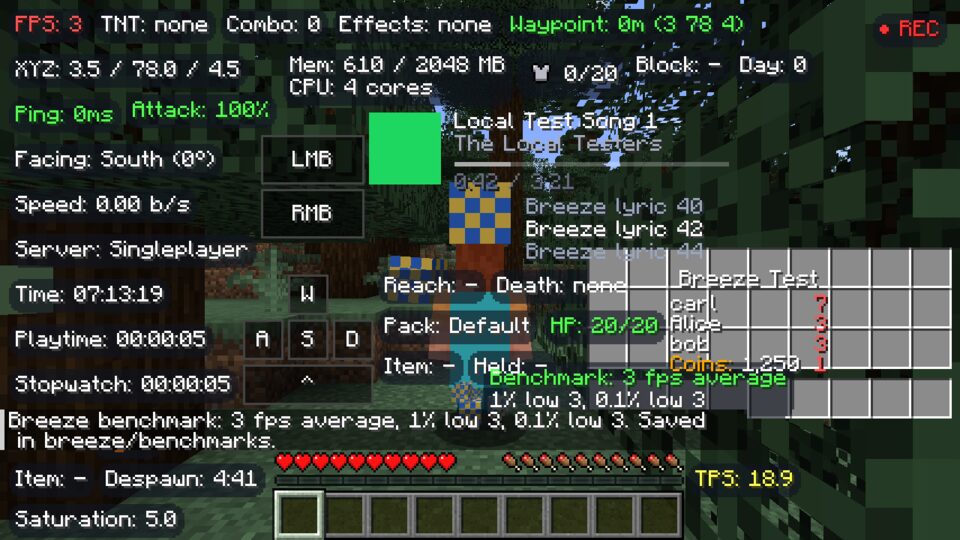 FPS: 3 TNT: none Combo: 0 Effects: none Waypoint: 0m (3 78 4)
REC
XYZ: 3.5 / 78.0 / 4.5
Mem: 610 / 2048 MB
CPU: 4 cores
0/20
Block: - Day: 0
Ping: 0ms
Attack: 100%
Local Test Song 1
The Local Testers
0:42 / 3:21
Facing: South (0°)
LMB
Speed: 0.00 b/s
RMB
Breeze lyric 40
Breeze lyric 42
Breeze lyric 44
Server: Singleplayer
Reach: - Death: none
Breeze Test
carl 7
Alice 3
bob 3
Coins: 1,250 1
Time: 07:13:19
W
Pack: Default HP: 20/20
Playtime: 00:00:05
A S D
Item: - Held: -
Benchmark: 3 fps average
1% low 3, 0.1% low 3
Stopwatch: 00:00:05
^
Breeze benchmark: 3 fps average, 1% low 3, 0.1% low 3. Saved
in breeze/benchmarks.
Item: - Despawn: 4:41
TPS: 18.9
Saturation: 5.0